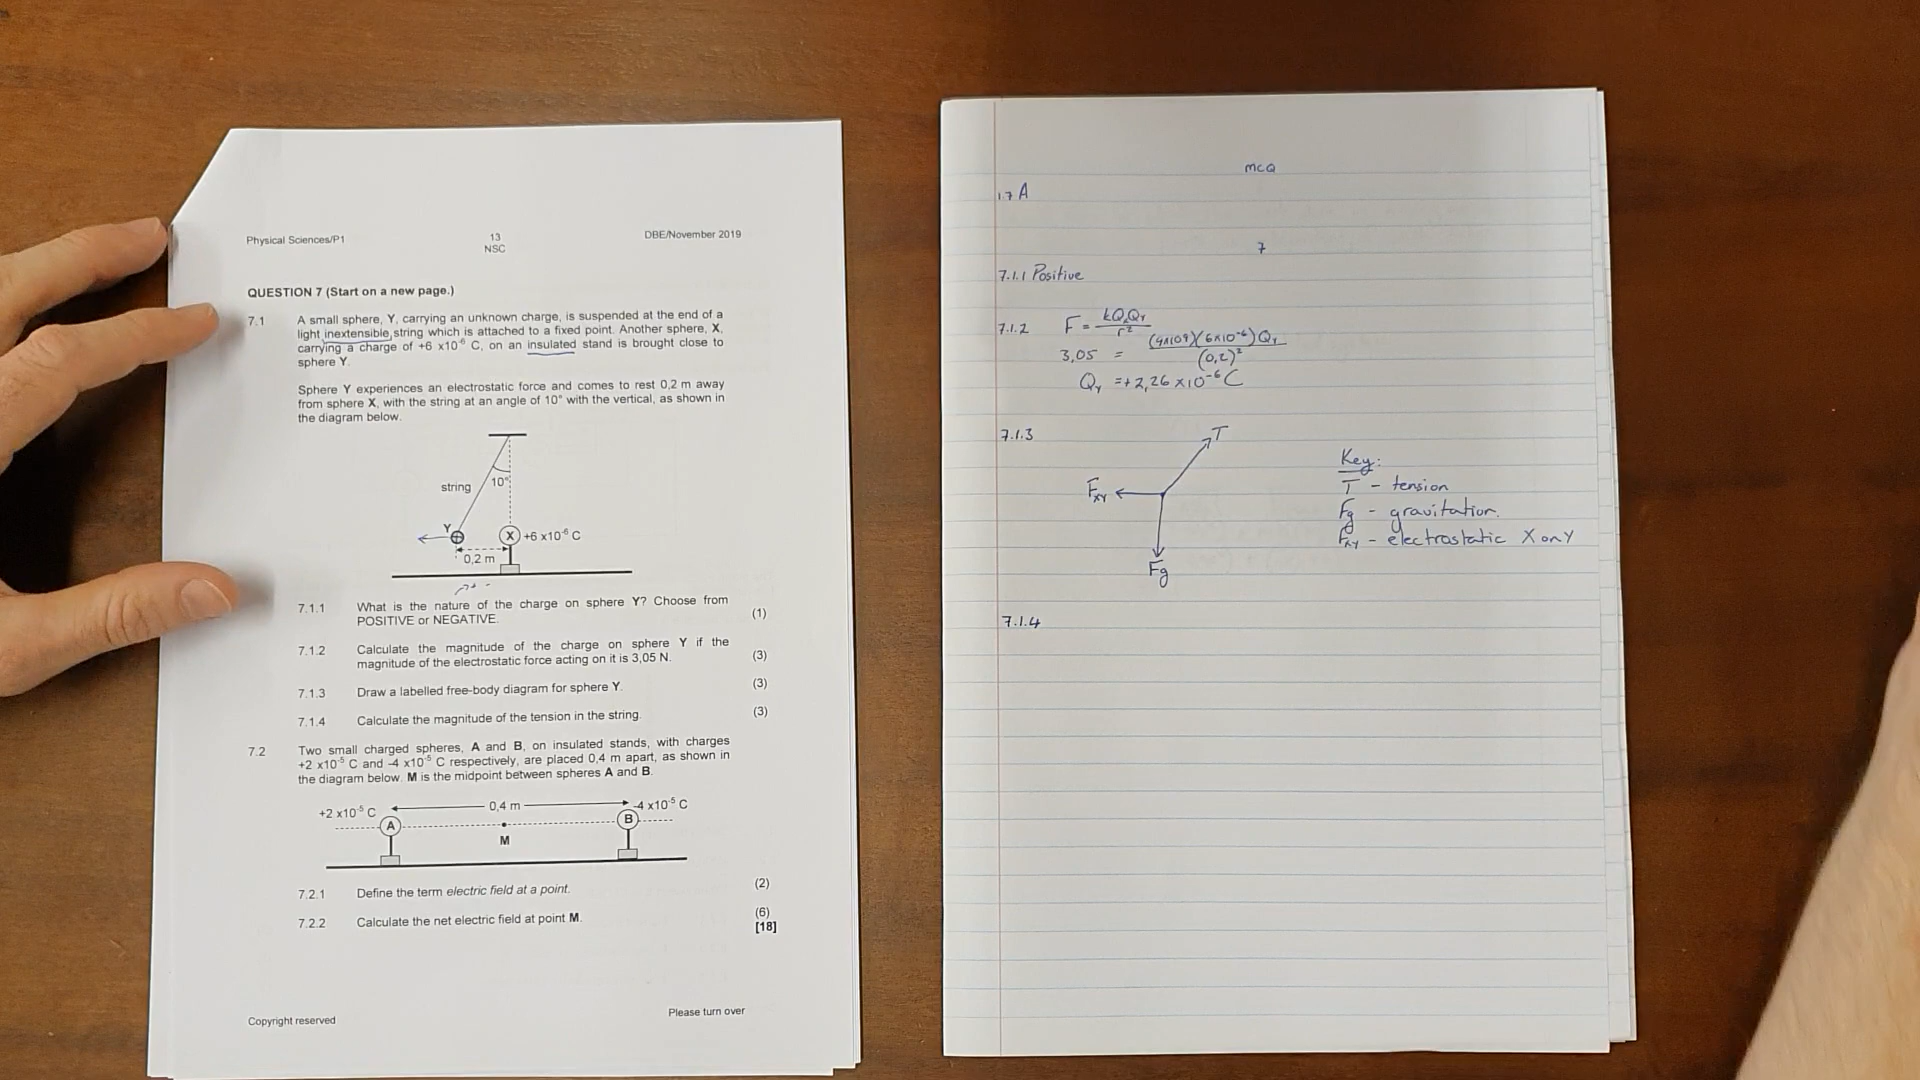 Physical Sciences/P1
13
NSC
DBE/November 2019
QUESTION 7 (Start on a new page.)
7.1
A small sphere, Y, carrying an unknown charge, is suspended at the end of a
light inextensible string which is attached to a fixed point. Another sphere, X,
carrying a charge of +6 x10⁻⁶ C, on an insulated stand is brought close to
sphere Y.
Sphere Y experiences an electrostatic force and comes to rest 0,2 m away
from sphere X, with the string at an angle of 10° with the vertical, as shown in
the diagram below.
string
10°
Y
X
+6 x10⁻⁶ C
0,2 m
7.1.1 What is the nature of the charge on sphere Y? Choose from
POSITIVE or NEGATIVE. (1)
7.1.2 Calculate the magnitude of the charge on sphere Y if the
magnitude of the electrostatic force acting on it is 3,05 N. (3)
7.1.3 Draw a labelled free-body diagram for sphere Y. (3)
7.1.4 Calculate the magnitude of the tension in the string. (3)
7.2 Two small charged spheres, A and B, on insulated stands, with charges
+2 x10⁻⁵ C and -4 x10⁻⁵ C respectively, are placed 0,4 m apart, as shown in
the diagram below. M is the midpoint between spheres A and B.
+2 x10⁻⁵ C
0,4 m
-4 x10⁻⁵ C
A
B
M
7.2.1 Define the term electric field at a point. (2)
7.2.2 Calculate the net electric field at point M. (6)
[18]
Copyright reserved
Please turn over
MCQ
1.7 A
7
7.1.1 Positive
7.1.2 F = kQₓQᵧ / r²
3,05 = (9x10⁹)(6x10⁻⁶)Qᵧ / (0,2)²
Qᵧ = +2,26 x10⁻⁶ C
7.1.3
T
Fxy
Fg
Key:
T - tension
Fg - gravitation.
Fxy - electrostatic X on Y
7.1.4